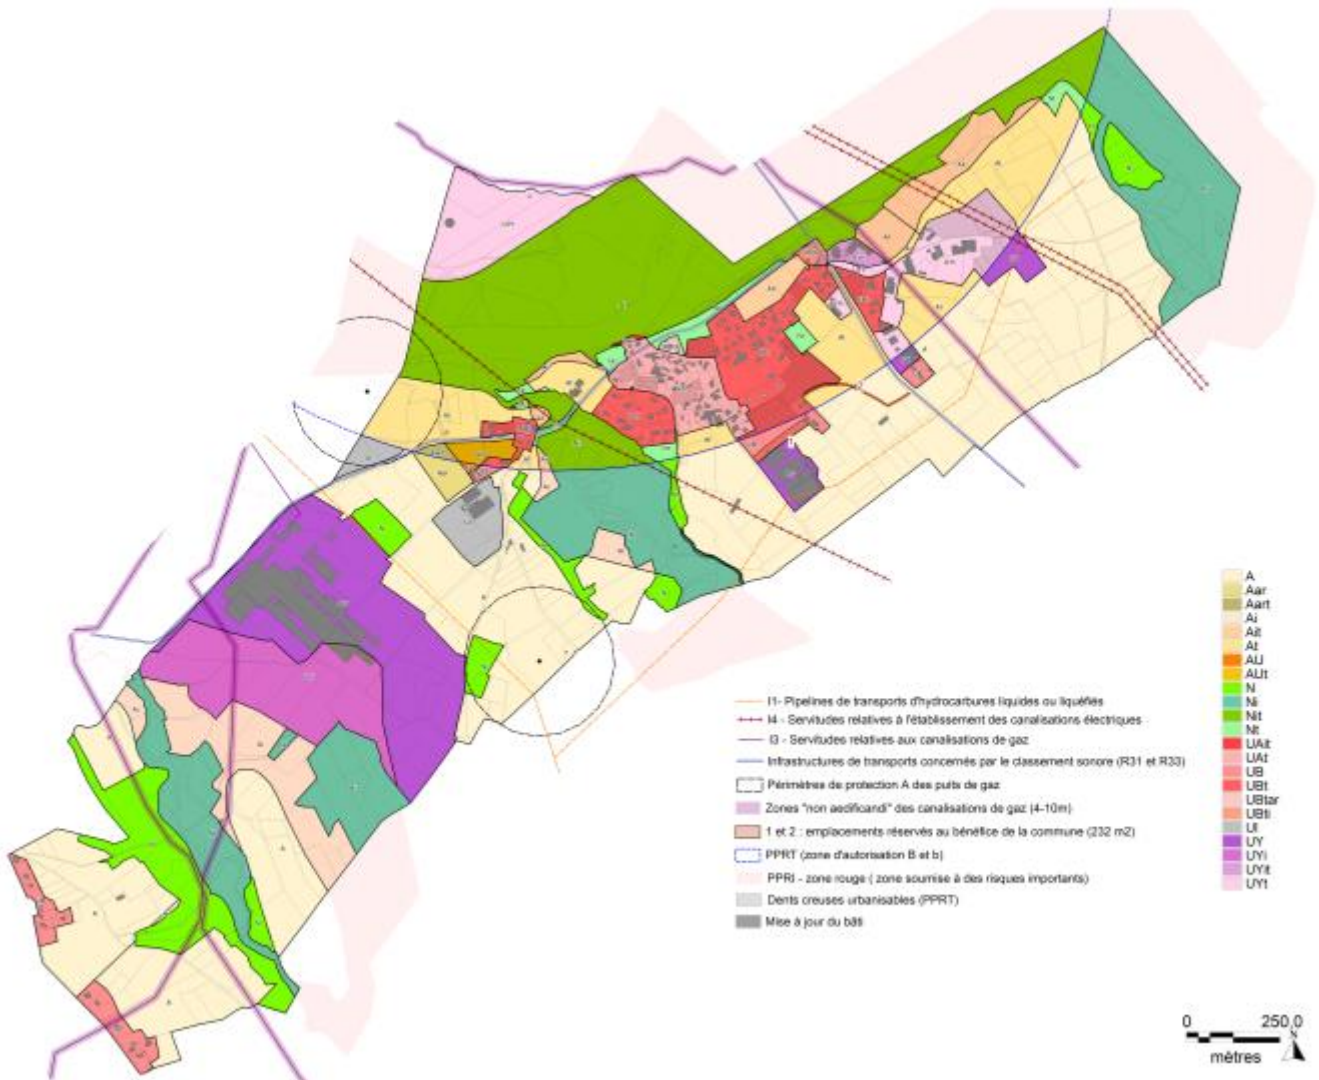 A
Aar
Aart
Ai
Ait
At
AU
AUt
N
Ni
Nit
Nt
UAit
UAt
UB
UBt
UBtar
UBti
UI
UY
UYi
UYit
UYt
I1- Pipelines de transports d'hydrocarbures liquides ou liquéfiés
I4 - Servitudes relatives à l'établissement des canalisations électriques
I3 - Servitudes relatives aux canalisations de gaz
Infrastructures de transports concernés par le classement sonore (R31 et R33)
Périmètres de protection A des puits de gaz
Zones "non aedificandi" des canalisations de gaz (4-10m)
1 et 2 : emplacements réservés au bénéfice de la commune (232 m2)
PPRT (zone d'autorisation B et b)
PPRI - zone rouge ( zone soumise à des risques importants)
Dents creuses urbanisables (PPRT)
Mise à jour du bâti
0 250,0
N
mètres